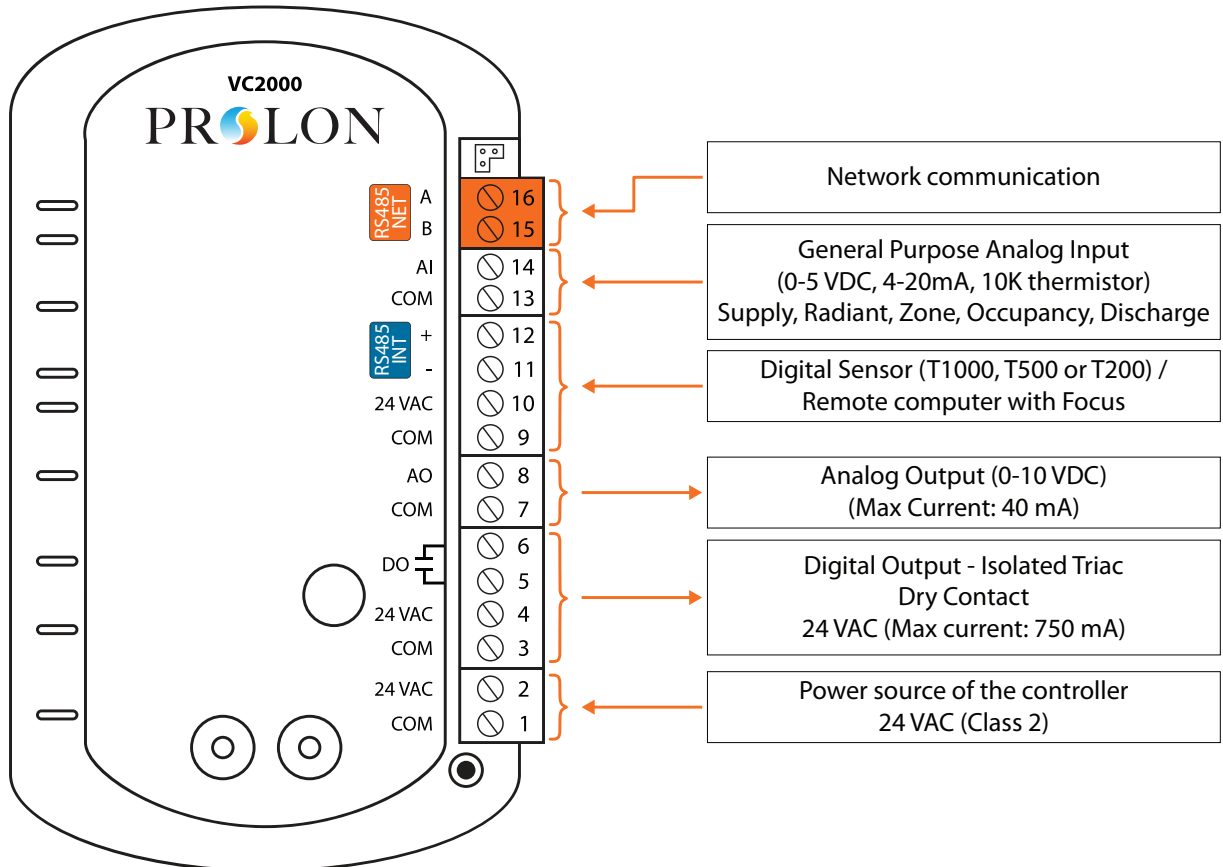 VC2000
PROLON
RS485 NET
A
16
B
15
AI
14
COM
13
RS485 INT
+
12
-
11
24 VAC
10
COM
9
AO
8
COM
7
DO
6
5
24 VAC
4
COM
3
24 VAC
2
COM
1
Network communication
General Purpose Analog Input
(0-5 VDC, 4-20mA, 10K thermistor)
Supply, Radiant, Zone, Occupancy, Discharge
Digital Sensor (T1000, T500 or T200) /
Remote computer with Focus
Analog Output (0-10 VDC)
(Max Current: 40 mA)
Digital Output - Isolated Triac
Dry Contact
24 VAC (Max current: 750 mA)
Power source of the controller
24 VAC (Class 2)